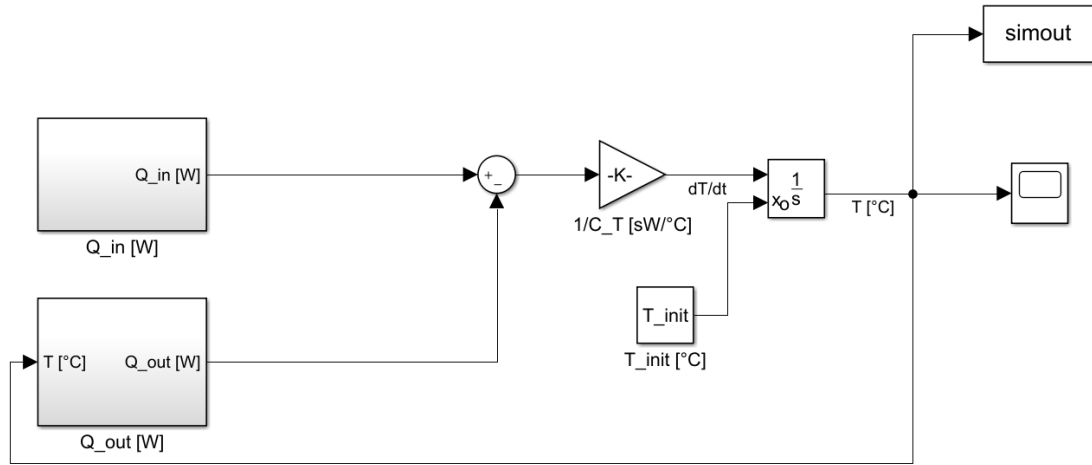 simout
Q_in [W]
Q_in [W]
+
-
-K-
1/C_T [sW/°C]
dT/dt
x₀
1
s
T [°C]
T_init
T_init [°C]
T [°C]
Q_out [W]
Q_out [W]